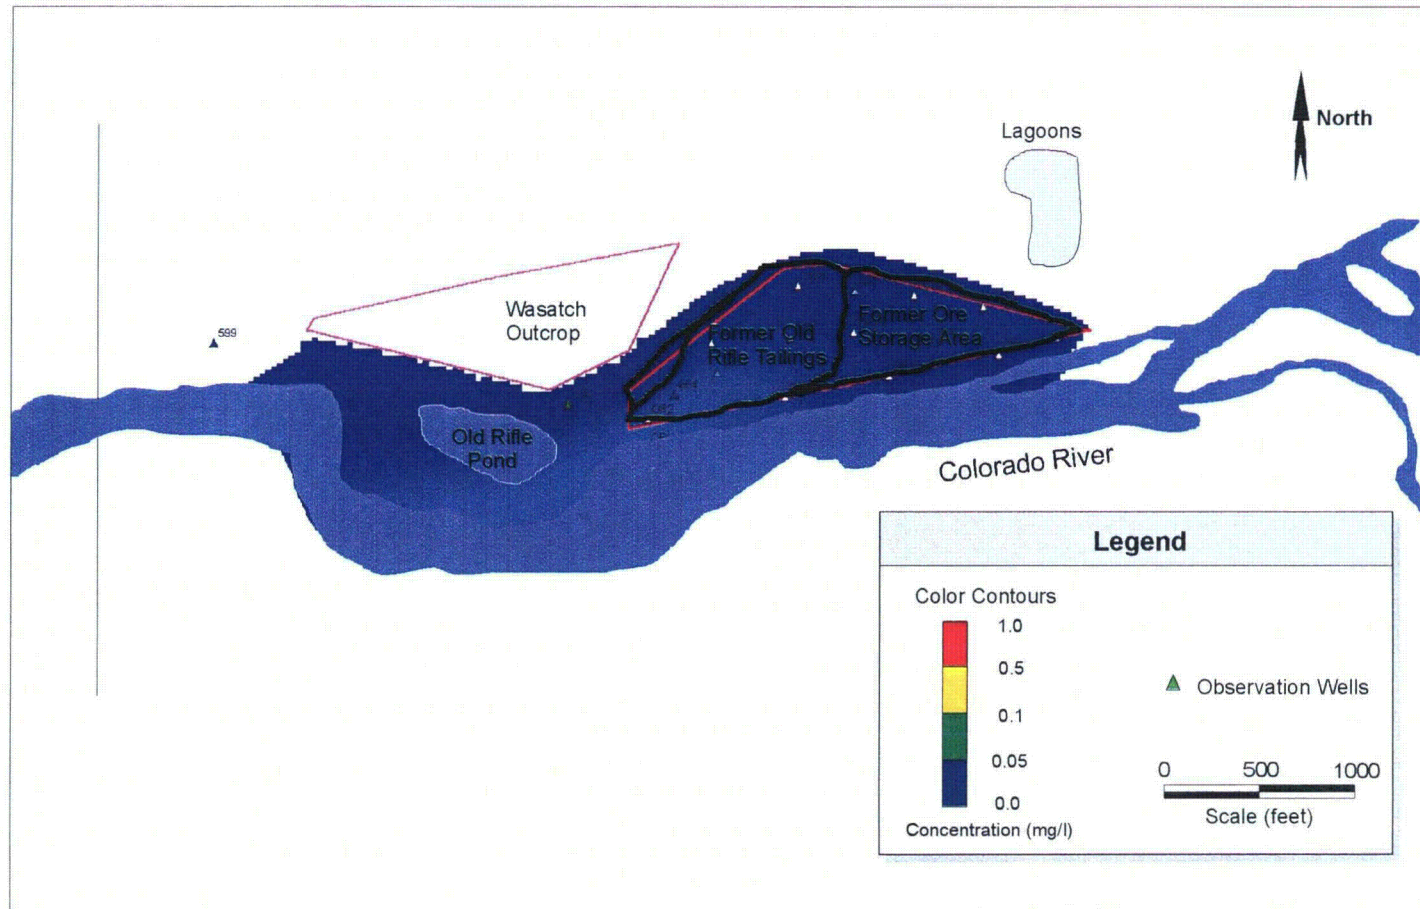 Lagoons
North
599
Wasatch
Outcrop
Former Old
Rifle Tailings
Former Ore
Storage Area
Old Rifle
Pond
Colorado River
Legend
Color Contours
1.0
0.5
0.1
0.05
0.0
Concentration (mg/l)
Observation Wells
0 500 1000
Scale (feet)